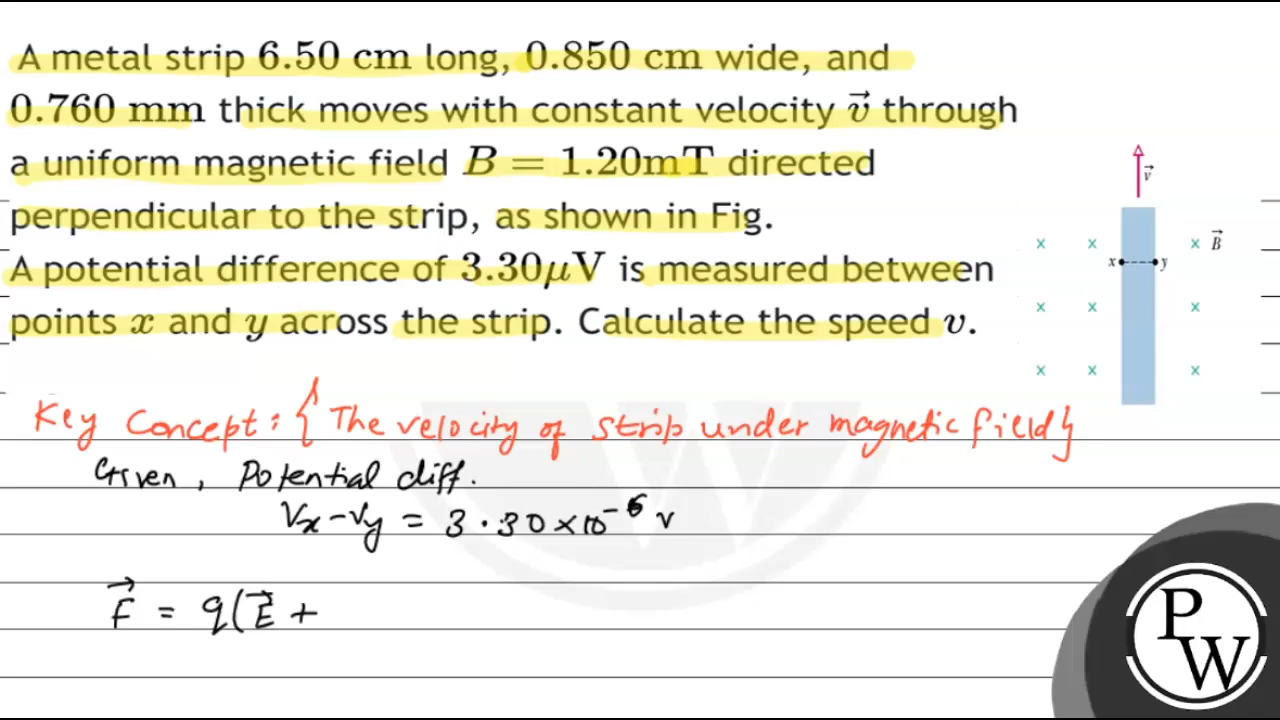 A metal strip 6.50 cm long, 0.850 cm wide, and
0.760 mm thick moves with constant velocity v⃗ through
a uniform magnetic field B = 1.20mT directed
perpendicular to the strip, as shown in Fig.
A potential difference of 3.30μV is measured between
points x and y across the strip. Calculate the speed v.
v⃗
x x x B⃗
x y
x x x
x x x
Key Concept: { The velocity of strip under magnetic field }
Given, Potential diff.
Vx - Vy = 3.30 × 10⁻⁶ v
F⃗ = q(E⃗ +
P
W